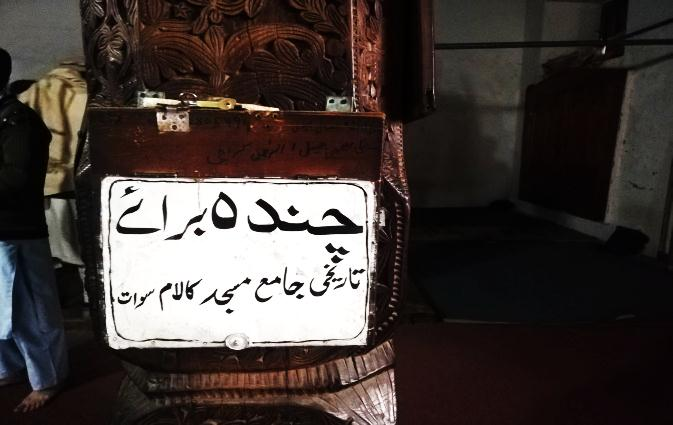 چندہ برائے
تاریخی جامع مسجد کالام سوات